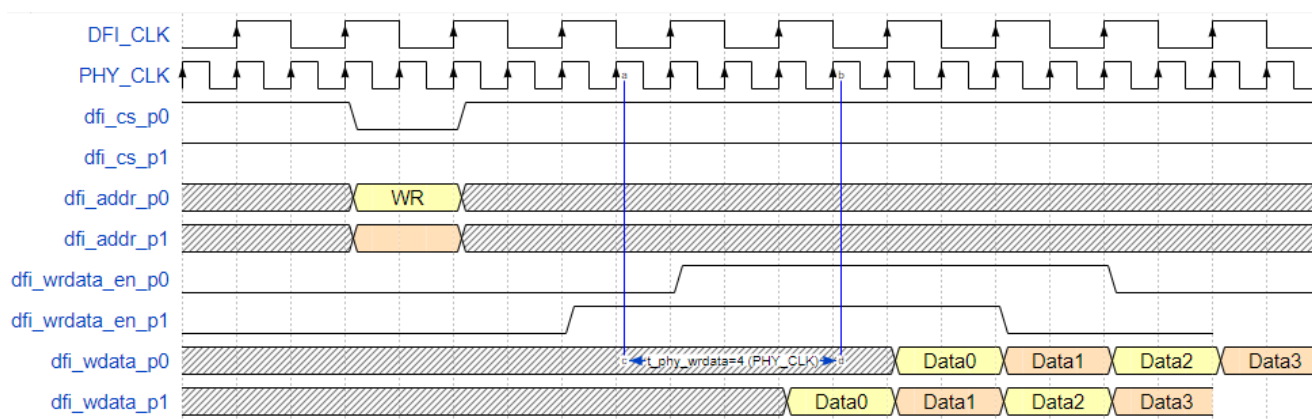 DFI_CLK
PHY_CLK
a b
dfi_cs_p0
dfi_cs_p1
dfi_addr_p0 WR
dfi_addr_p1
dfi_wrdata_en_p0
dfi_wrdata_en_p1
dfi_wdata_p0 c t_phy_wrdata=4 (PHY_CLK) d Data0 Data1 Data2 Data3
dfi_wdata_p1 Data0 Data1 Data2 Data3